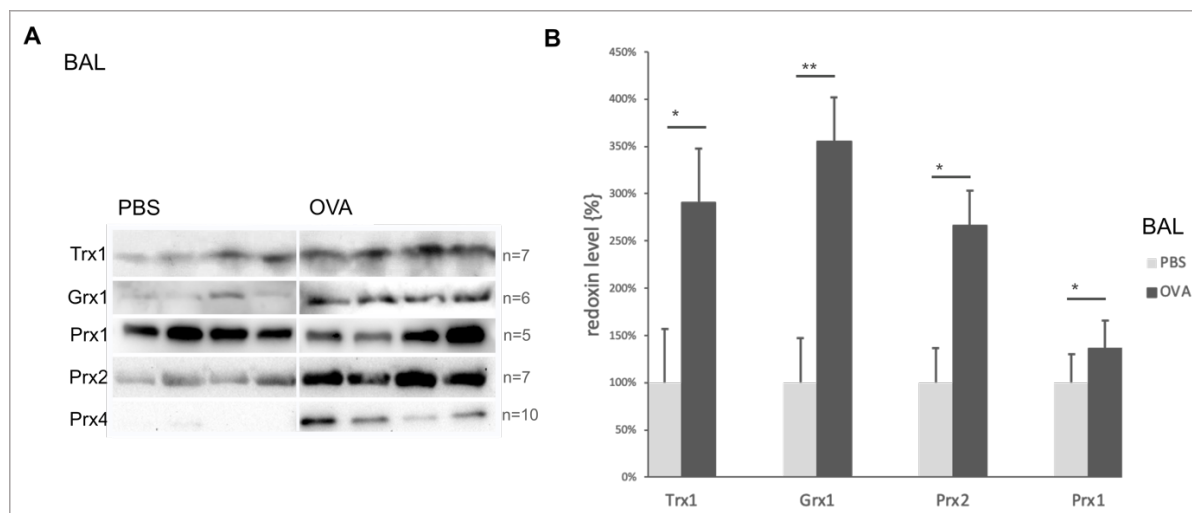 A
BAL
PBS OVA
Trx1 n=7
Grx1 n=6
Prx1 n=5
Prx2 n=7
Prx4 n=10
B
450%
400%
350%
300%
250%
200%
150%
100%
50%
0%
redoxin level {%}
*
**
*
*
Trx1 Grx1 Prx2 Prx1
BAL
PBS
OVA